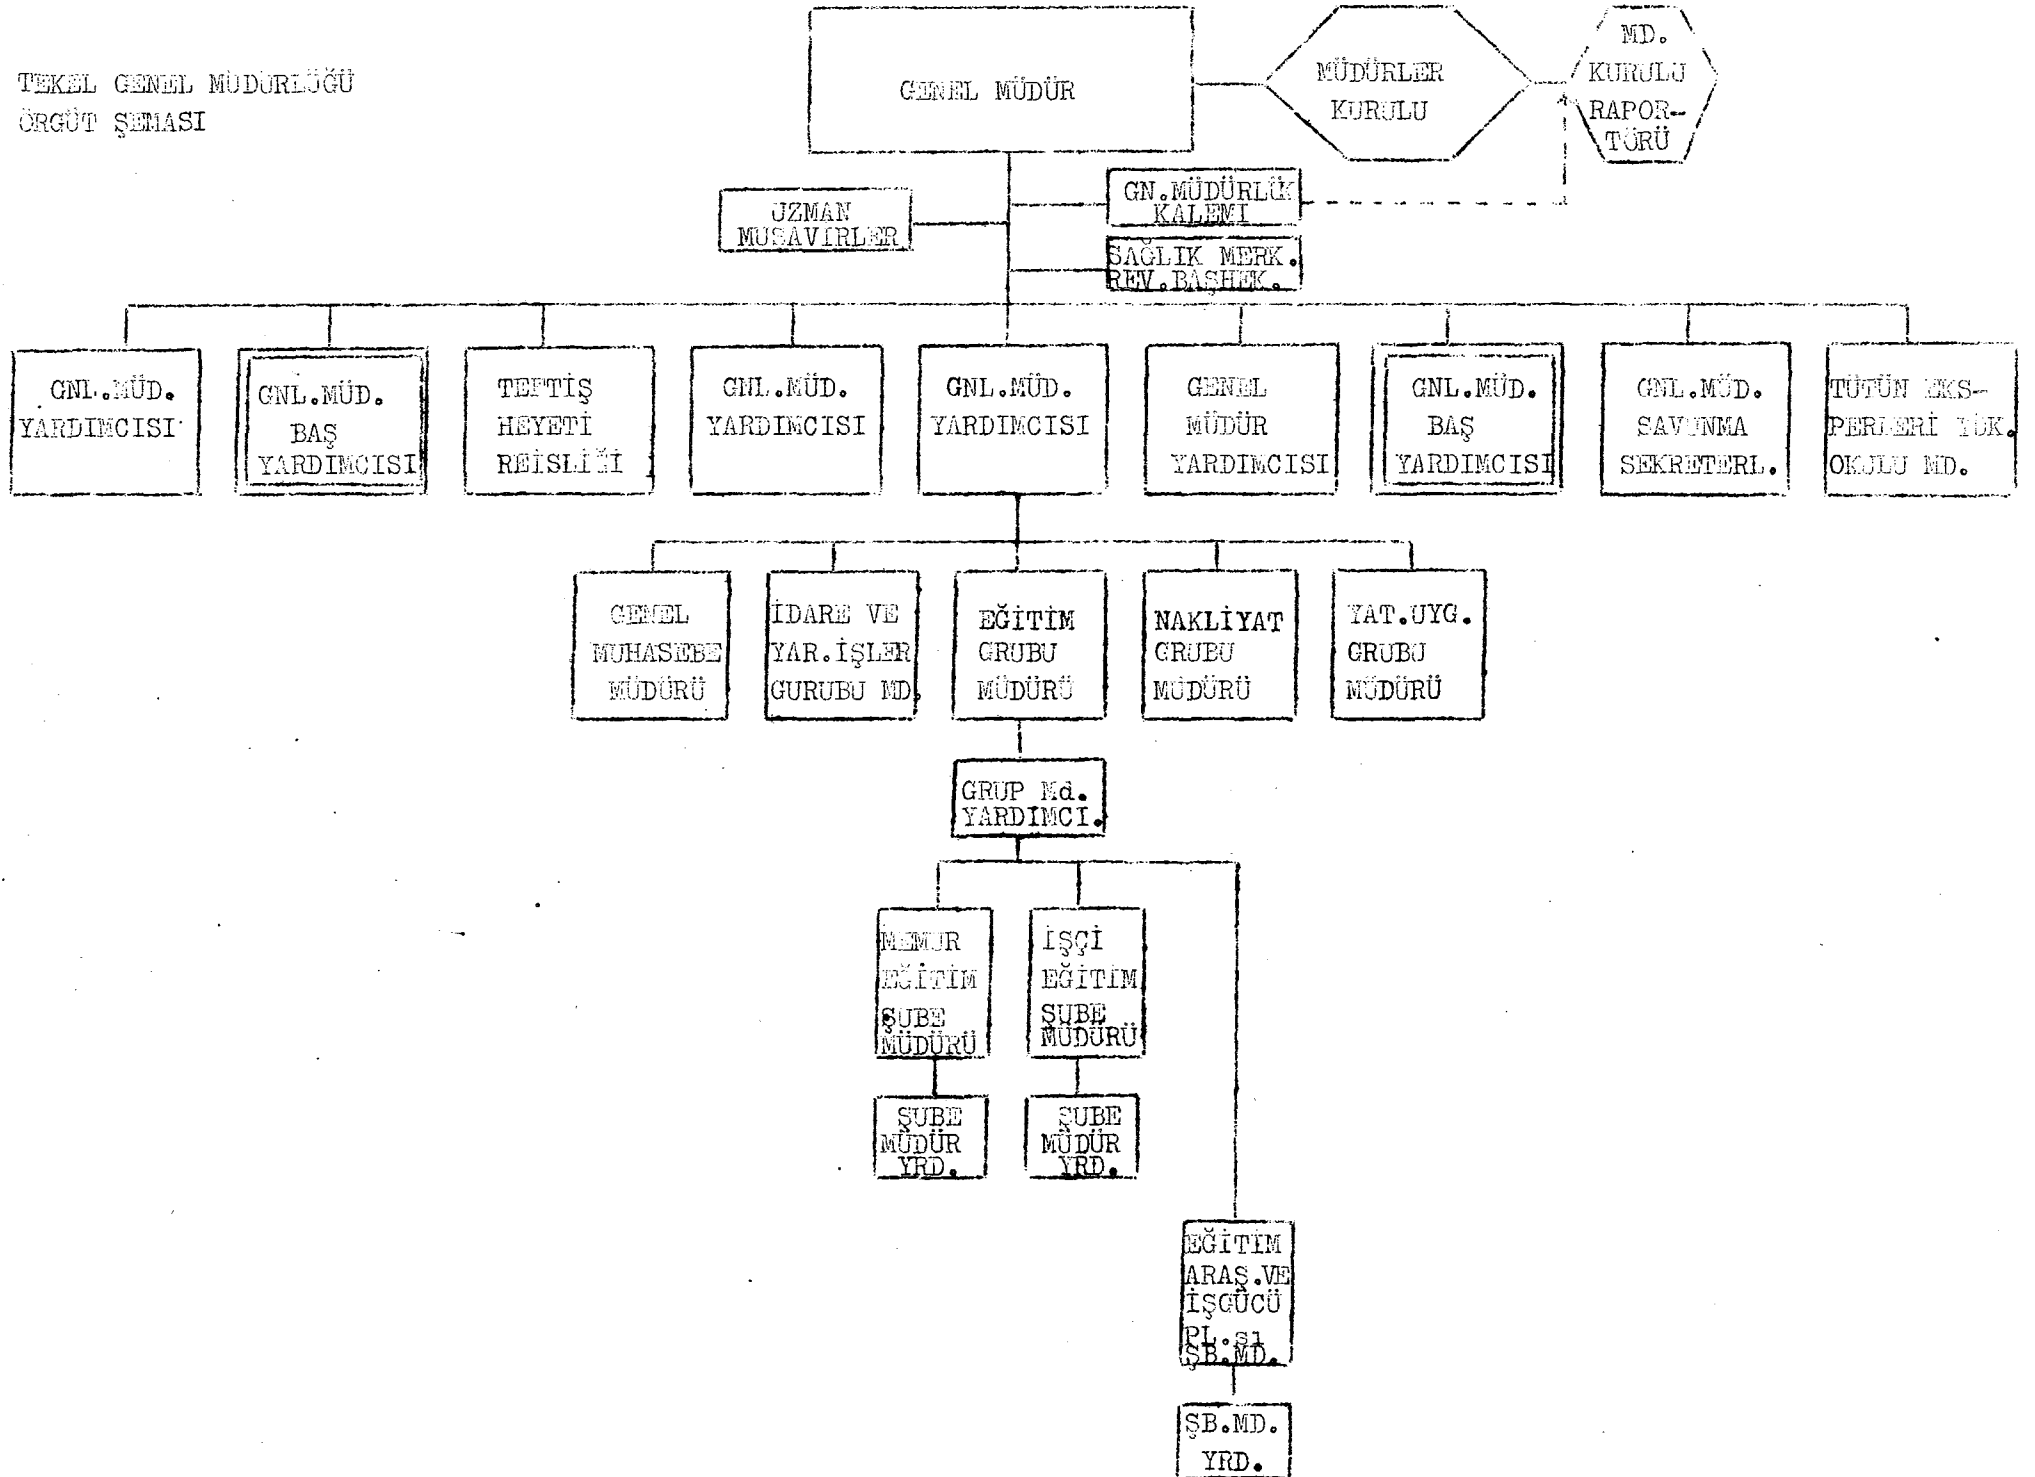 TEKEL GENEL MÜDÜRLÜĞÜ
ÖRGÜT ŞEMASI
GENEL MÜDÜR
MÜDÜRLER
KURULU
MD.
KURULU
RAPOR-
TÖRÜ
UZMAN
MUSAVIRLER
GN.MÜDÜRLÜK
KALEMI
SAĞLIK MERK.
REV.BAŞHEK.
GNL.MÜD.
YARDIMCISI
GNL.MÜD.
BAŞ
YARDIMCISI
TEFTİŞ
HEYETİ
REİSLİĞİ
GNL.MÜD.
YARDIMCISI
GNL.MÜD.
YARDIMCISI
GENEL
MÜDÜR
YARDIMCISI
GNL.MÜD.
BAŞ
YARDIMCISI
GNL.MÜD.
SAVUNMA
SEKRETERL.
TÜTÜN EKS-
PERLERİ YÜK.
OKULU MD.
GENEL
MUHASEBE
MÜDÜRÜ
İDARE VE
YAR.İŞLER
GURUBU MD.
EĞİTİM
GRUBU
MÜDÜRÜ
NAKLİYAT
GRUBU
MÜDÜRÜ
YAT.UYG.
GRUBU
MÜDÜRÜ
GRUP Md.
YARDIMCI.
MEMUR
EĞİTİM
ŞUBE
MÜDÜRÜ
İŞÇİ
EĞİTİM
ŞUBE
MÜDÜRÜ
ŞUBE
MÜDÜR
YRD.
ŞUBE
MÜDÜR
YRD.
EĞİTİM
ARAŞ.VE
İŞGÜCÜ
PL.sı
ŞB.MD.
ŞB.MD.
YRD.